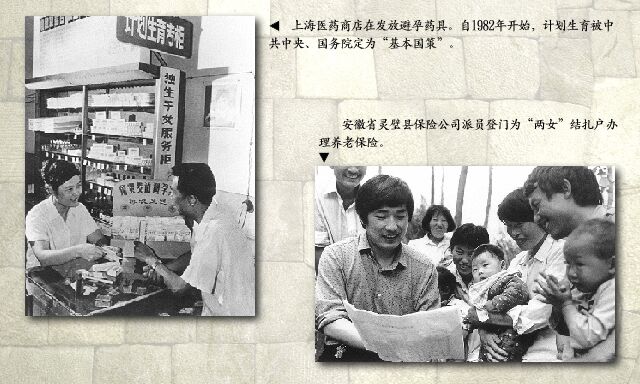 计划生育专柜
独生子女服务柜
◀ 上海医药商店在发放避孕药具。自1982年开始，计划生育被中
共中央、国务院定为“基本国策”。
安徽省灵璧县保险公司派员登门为“两女”结扎户办
理养老保险。
▼